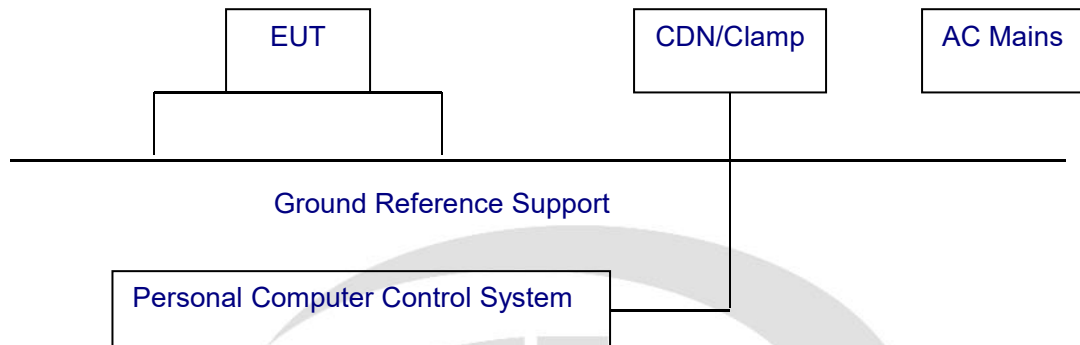 EUT
CDN/Clamp
AC Mains
Ground Reference Support
Personal Computer Control System